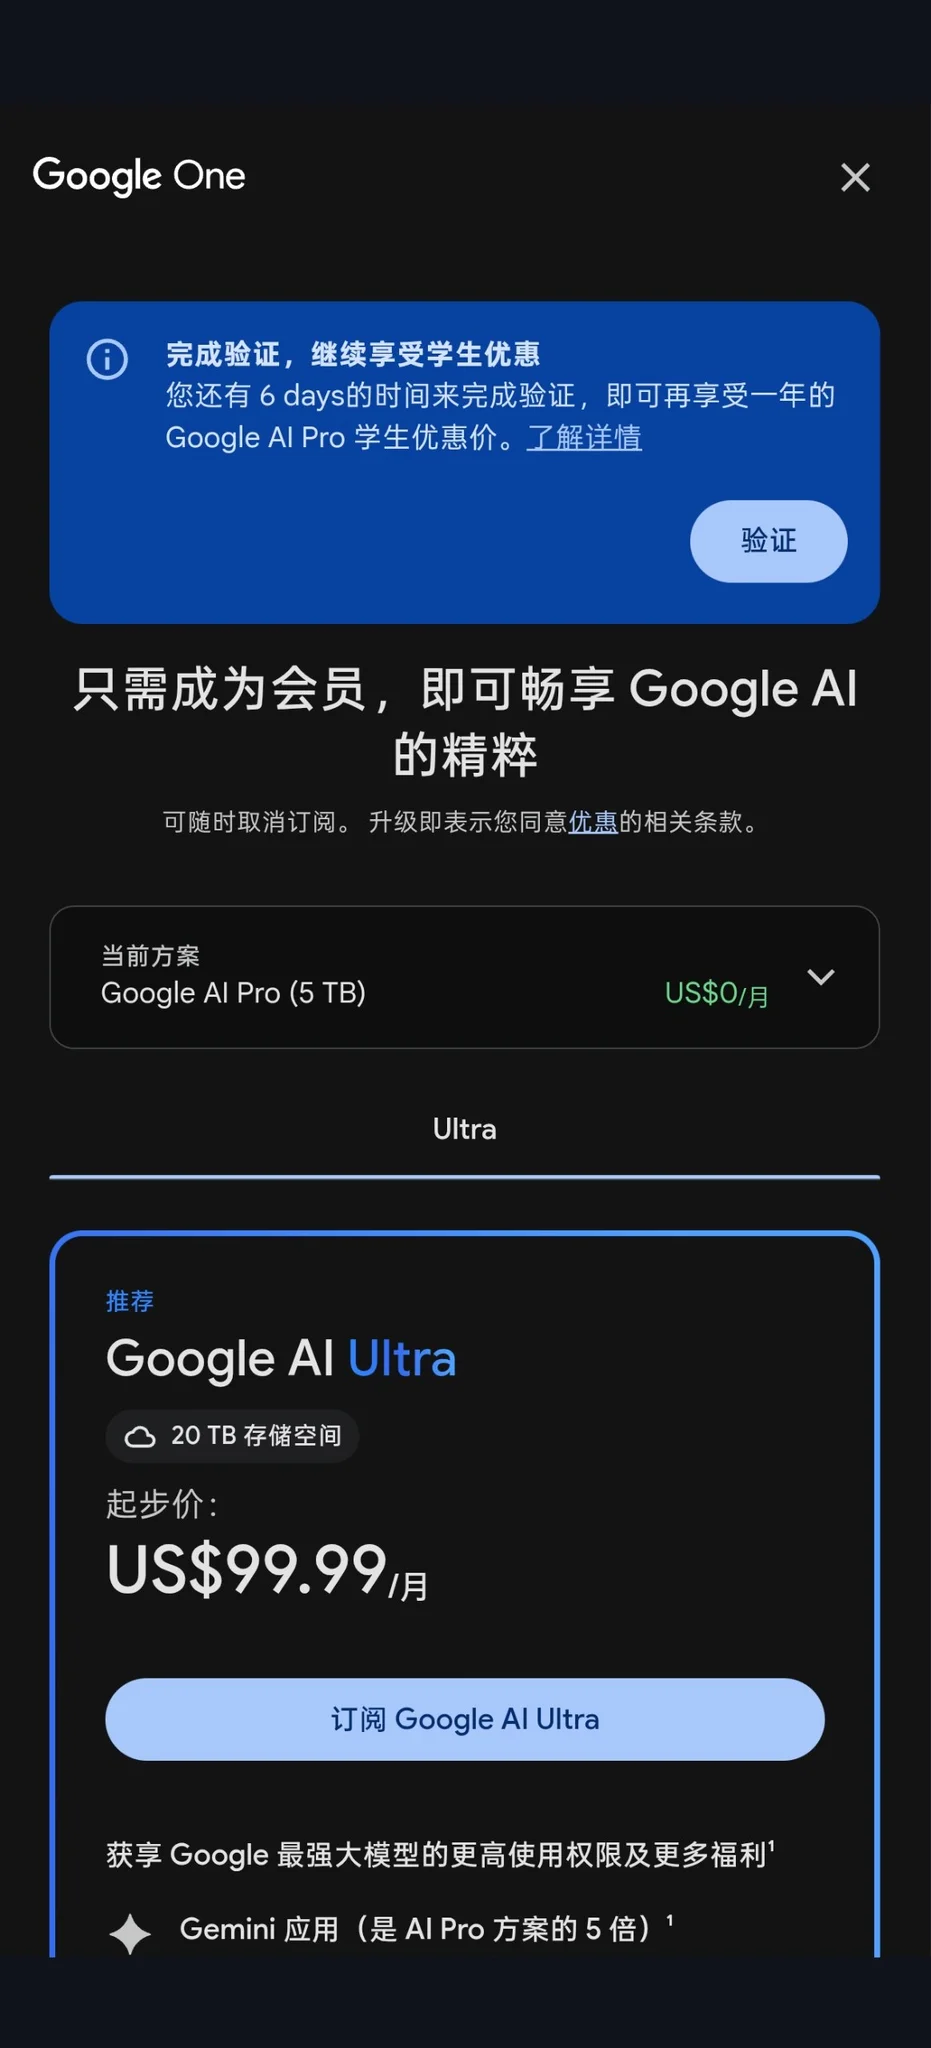 Google One
完成验证，继续享受学生优惠
您还有 6 days的时间来完成验证，即可再享受一年的
Google AI Pro 学生优惠价。了解详情
验证
只需成为会员，即可畅享 Google AI
的精粹
可随时取消订阅。 升级即表示您同意优惠的相关条款。
当前方案
Google AI Pro (5 TB)
US$0/月
Ultra
推荐
Google AI Ultra
20 TB 存储空间
起步价：
US$99.99/月
订阅 Google AI Ultra
获享 Google 最强大模型的更高使用权限及更多福利¹
Gemini 应用（是 AI Pro 方案的 5 倍）¹